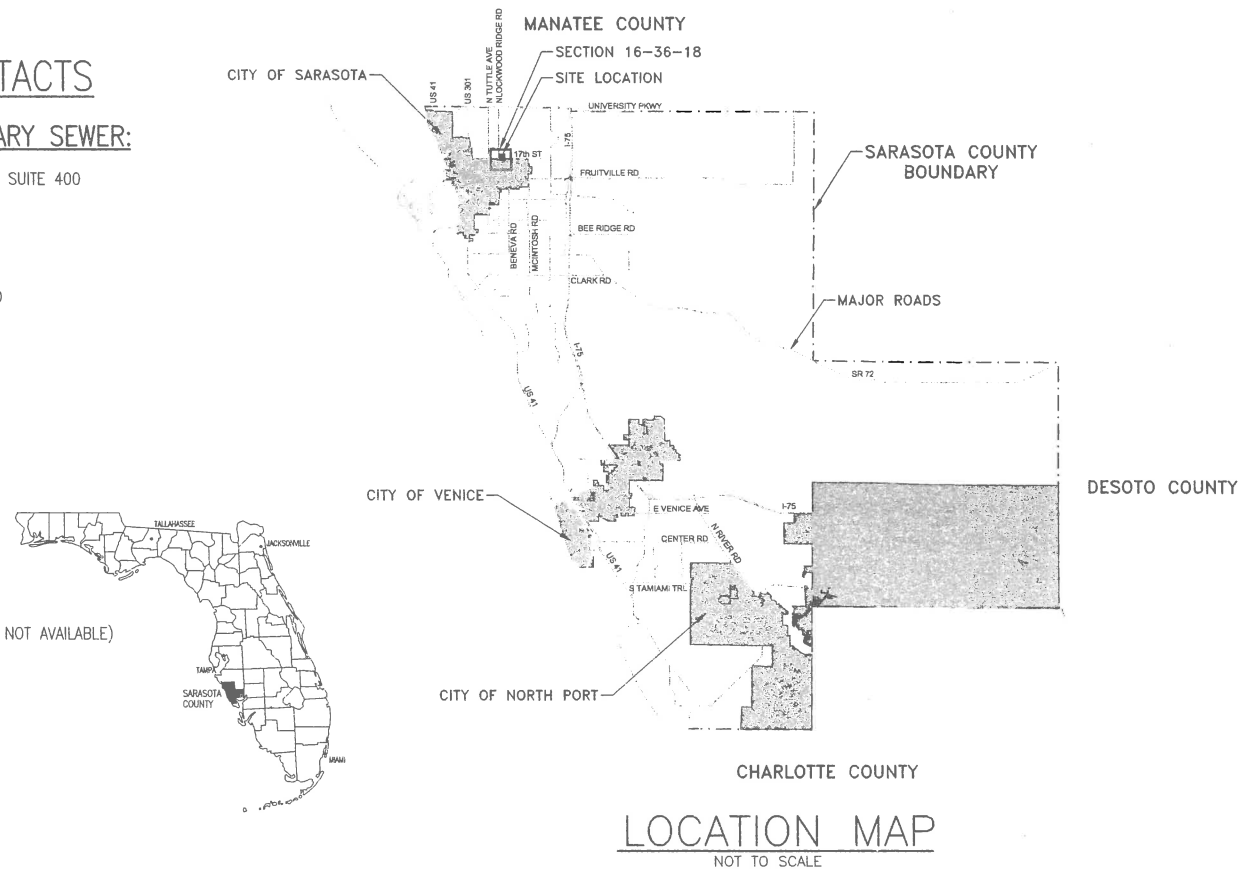 TACTS
ARY SEWER:
SUITE 400
NOT AVAILABLE)
TALLAHASSEE
JACKSONVILLE
TAMPA
SARASOTA
COUNTY
MIAMI
MANATEE COUNTY
SECTION 16-36-18
SITE LOCATION
CITY OF SARASOTA
US 41
US 301
N TUTTLE AVE
NLOCKWOOD RIDGE RD
UNIVERSITY PKWY
I-75
17th ST
FRUITVILLE RD
SARASOTA COUNTY
BOUNDARY
BENEVA RD
MCINTOSH RD
BEE RIDGE RD
CLARK RD
MAJOR ROADS
I-75
SR 72
US 41
CITY OF VENICE
E VENICE AVE
I-75
DESOTO COUNTY
CENTER RD
N RIVER RD
US 41
S TAMIAMI TRL
CITY OF NORTH PORT
CHARLOTTE COUNTY
LOCATION MAP
NOT TO SCALE